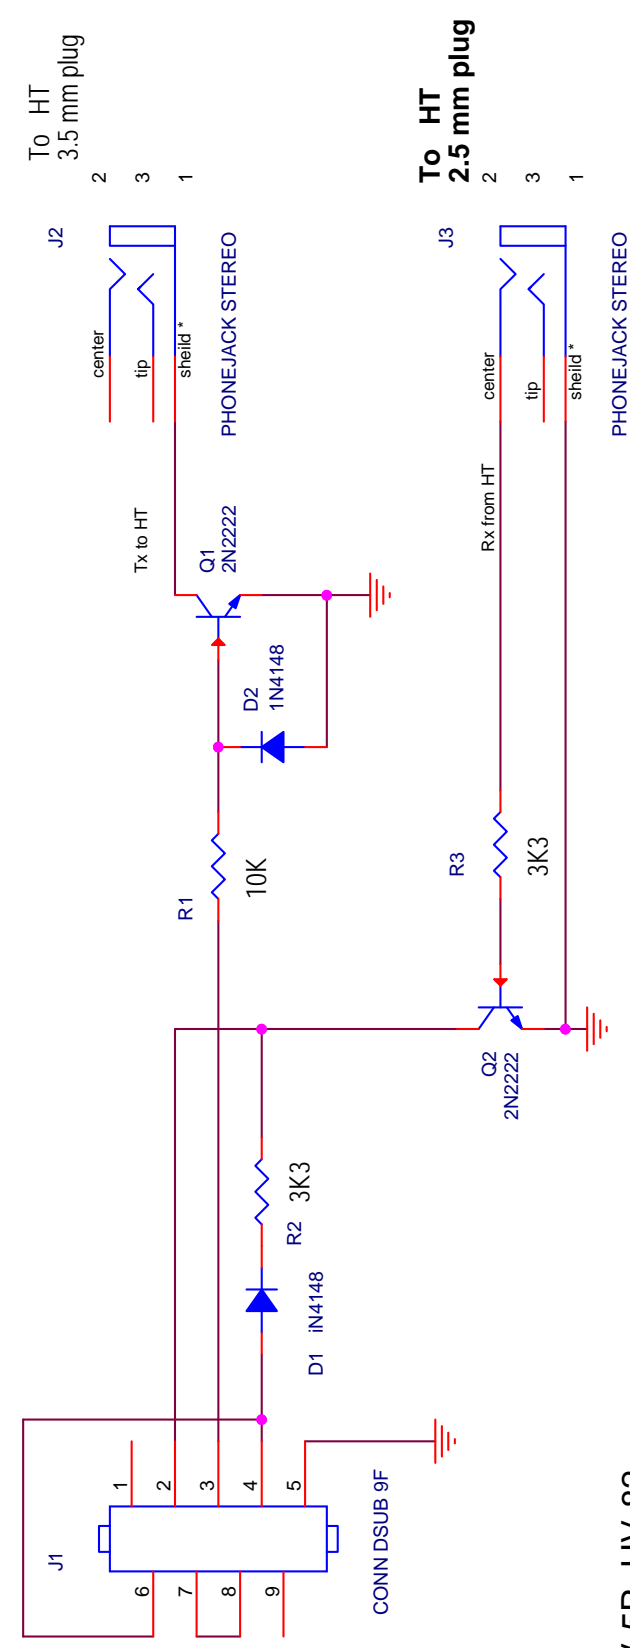 To HT
3.5 mm plug
2
3
1
J2
center
tip
sheild *
PHONEJACK STEREO
Tx to HT
Q1
2N2222
D2
1N4148
R1
10K
To HT
2.5 mm plug
2
3
1
J3
center
tip
sheild *
PHONEJACK STEREO
Rx from HT
R3
3K3
Q2
2N2222
R2
3K3
D1
iN4148
J1
1
2
3
4
5
6
7
8
9
CONN DSUB 9F